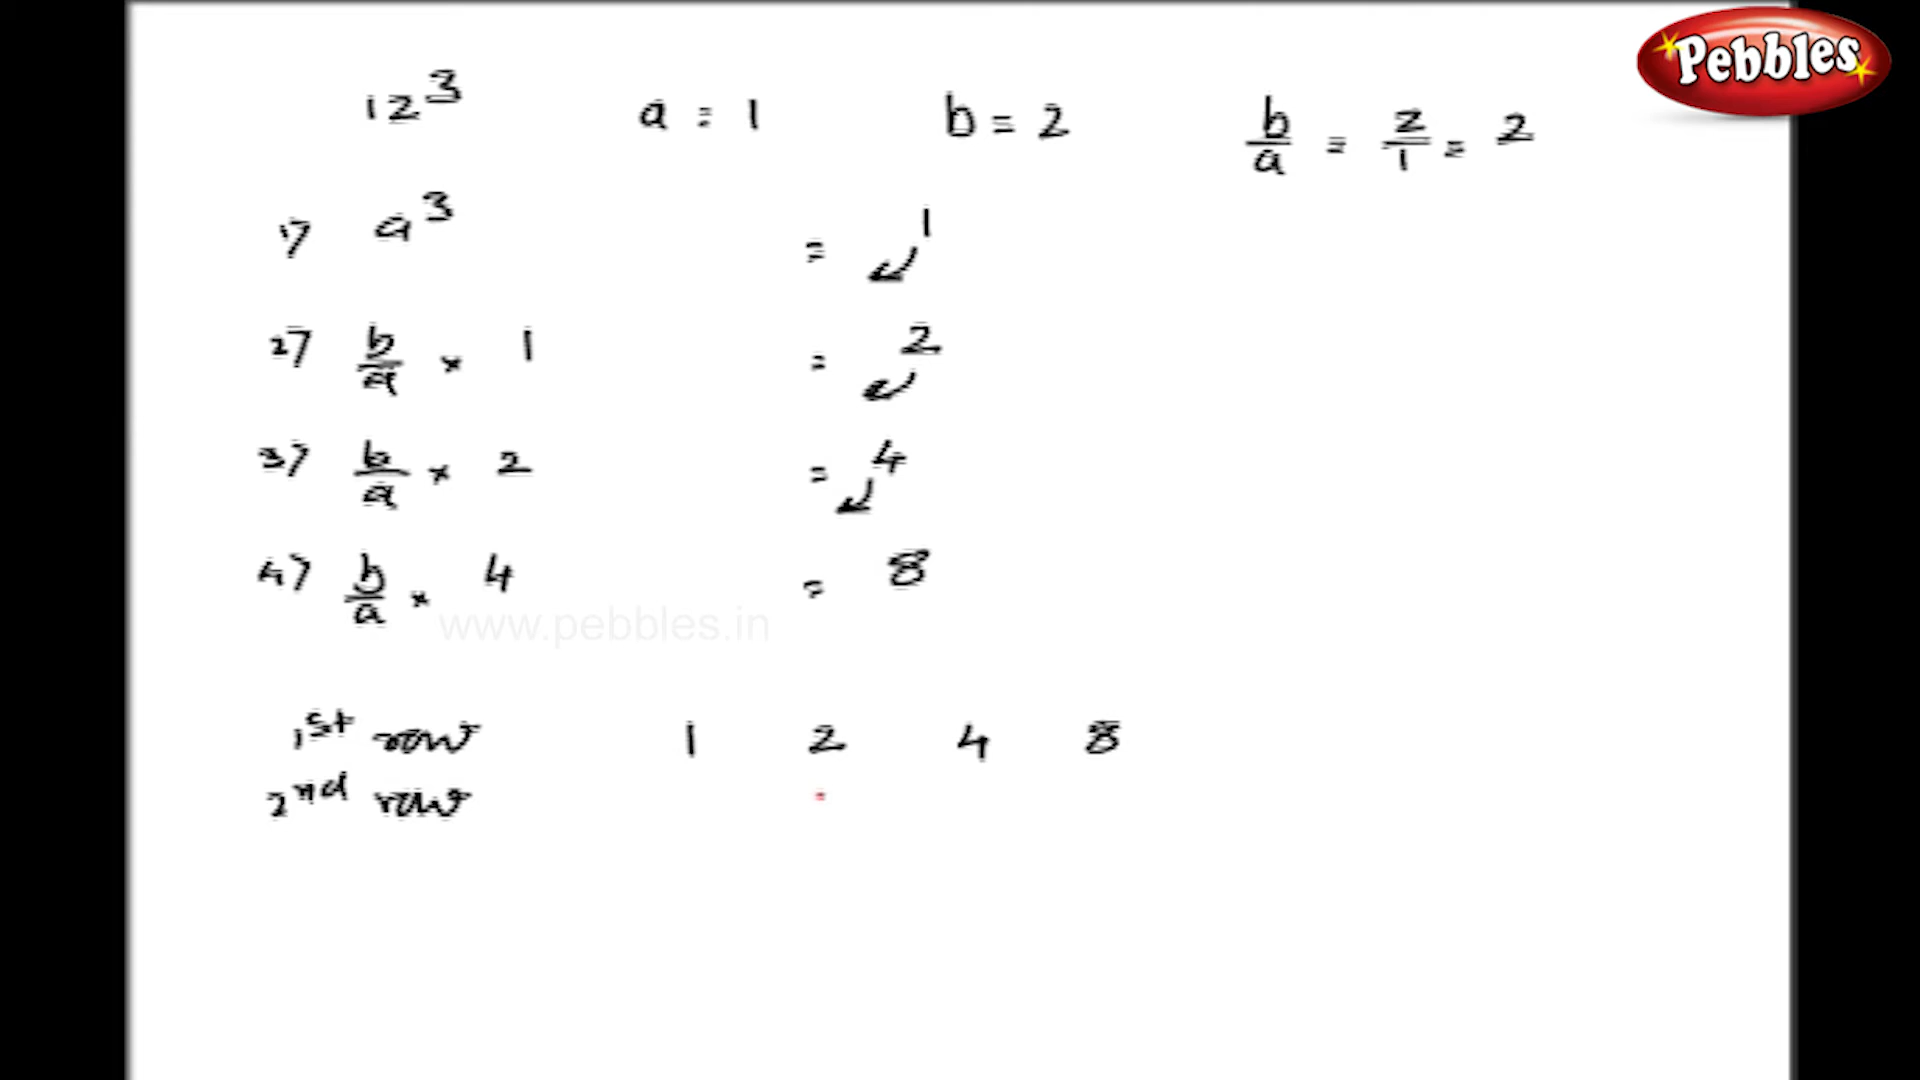 Pebbles
12³ a = 1 b = 2 b/a = 2/1 = 2
1) a³ = 1
2) b/a × 1 = 2
3) b/a × 2 = 4
4) b/a × 4 = 8
www.pebbles.in
1st row 1 2 4 8
2nd row